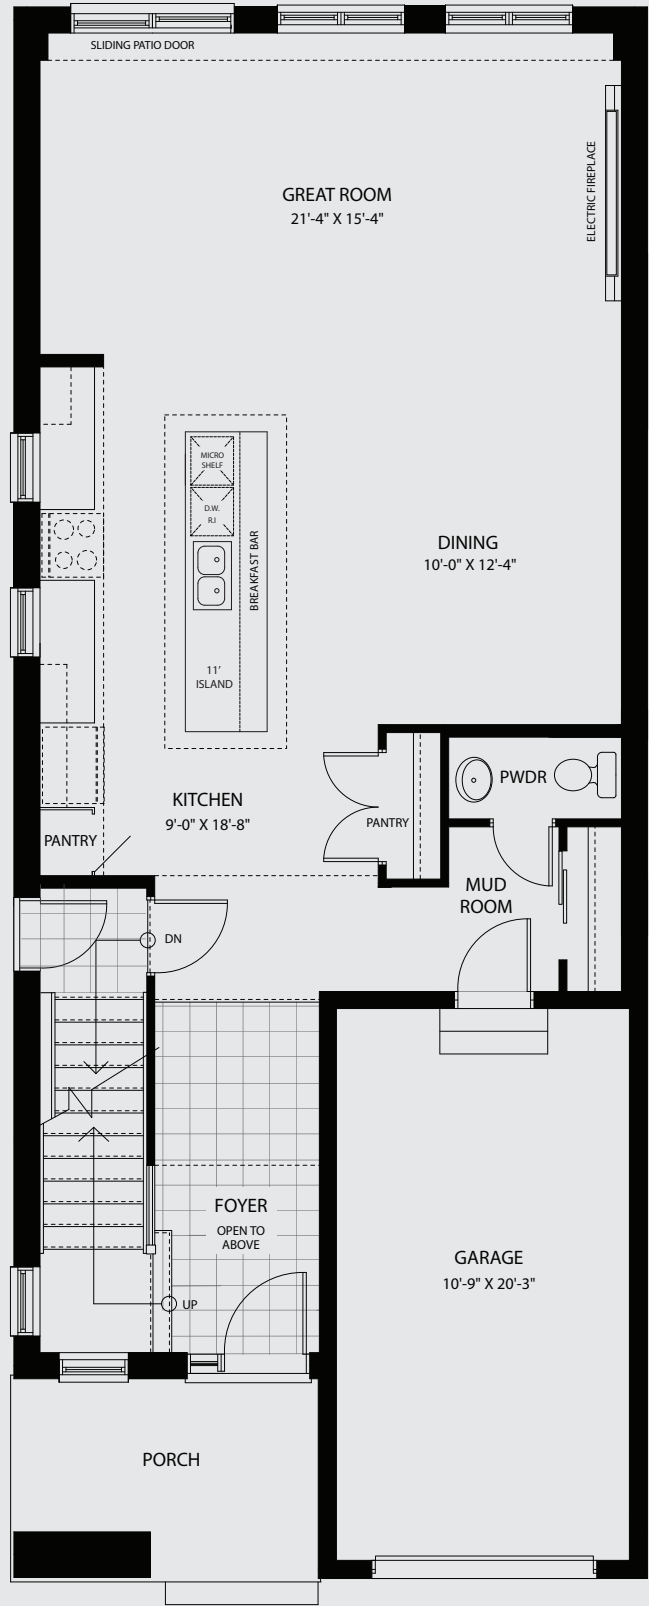 SLIDING PATIO DOOR
ELECTRIC FIREPLACE
GREAT ROOM
21'-4" X 15'-4"
MICRO
SHELF
D.W.
R.I
BREAKFAST BAR
11'
ISLAND
DINING
10'-0" X 12'-4"
KITCHEN
9'-0" X 18'-8"
PANTRY
PANTRY
PWDR
MUD
ROOM
DN
FOYER
OPEN TO
ABOVE
UP
GARAGE
10'-9" X 20'-3"
PORCH